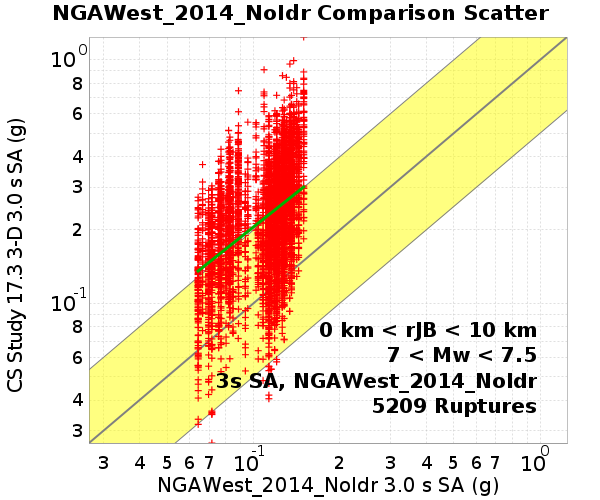 NGAWest_2014_NoIdr Comparison Scatter
CS Study 17.3 3-D 3.0 s SA (g)
10^0
8
6
4
3
2
10^-1
8
6
4
3
0 km < rJB < 10 km
7 < Mw < 7.5
3s SA, NGAWest_2014_NoIdr
5209 Ruptures
3 4 5 6 7 10^-1 2 3 4 5 6 7 10^0
NGAWest_2014_NoIdr 3.0 s SA (g)